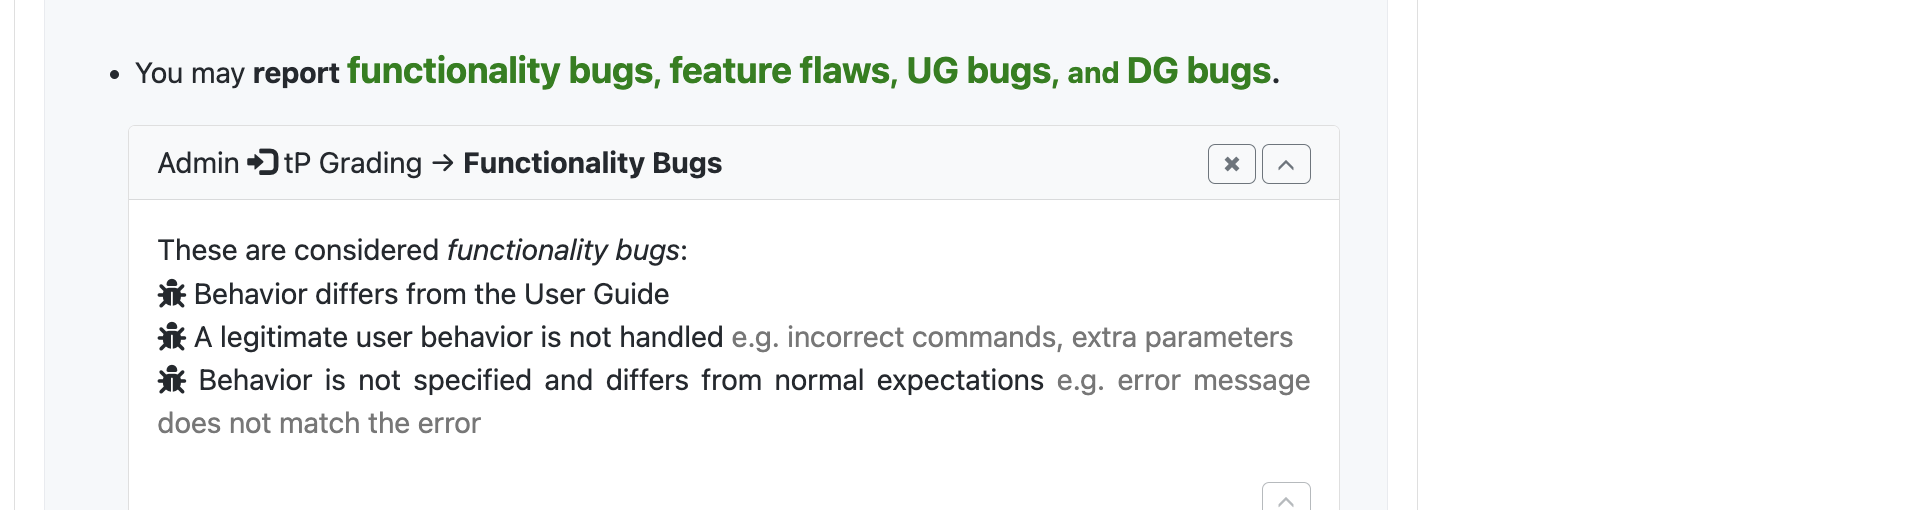 You may report functionality bugs, feature flaws, UG bugs, and DG bugs.
Admin tP Grading → Functionality Bugs
These are considered functionality bugs:
Behavior differs from the User Guide
A legitimate user behavior is not handled e.g. incorrect commands, extra parameters
Behavior is not specified and differs from normal expectations e.g. error message
does not match the error